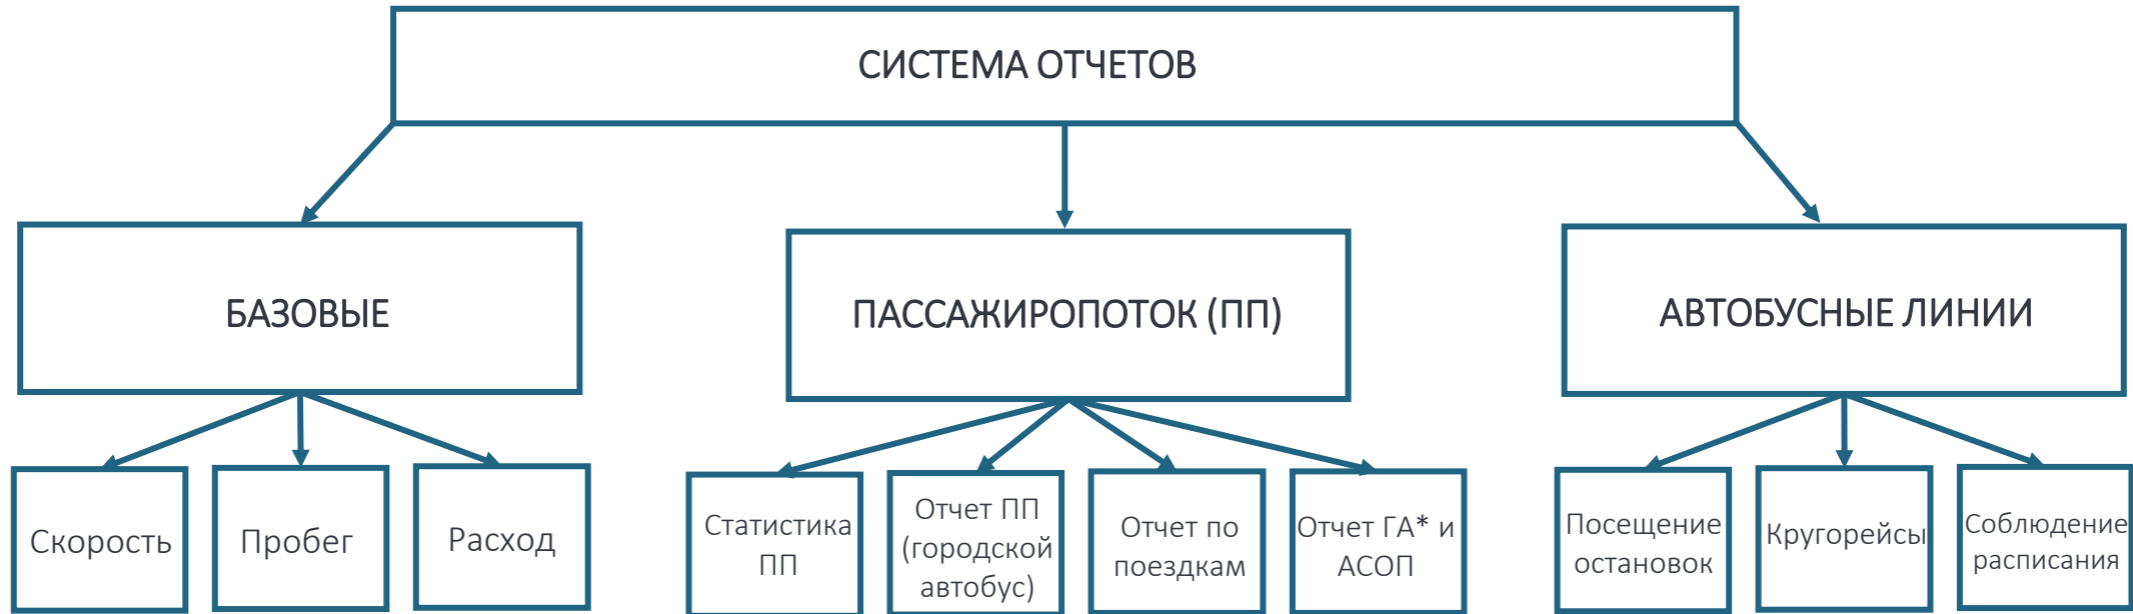 СИСТЕМА ОТЧЕТОВ
БАЗОВЫЕ
ПАССАЖИРОПОТОК (ПП)
АВТОБУСНЫЕ ЛИНИИ
Скорость
Пробег
Расход
Статистика
ПП
Отчет ПП
(городской
автобус)
Отчет по
поездкам
Отчет ГА* и
АСОП
Посещение
остановок
Кругорейсы
Соблюдение
расписания